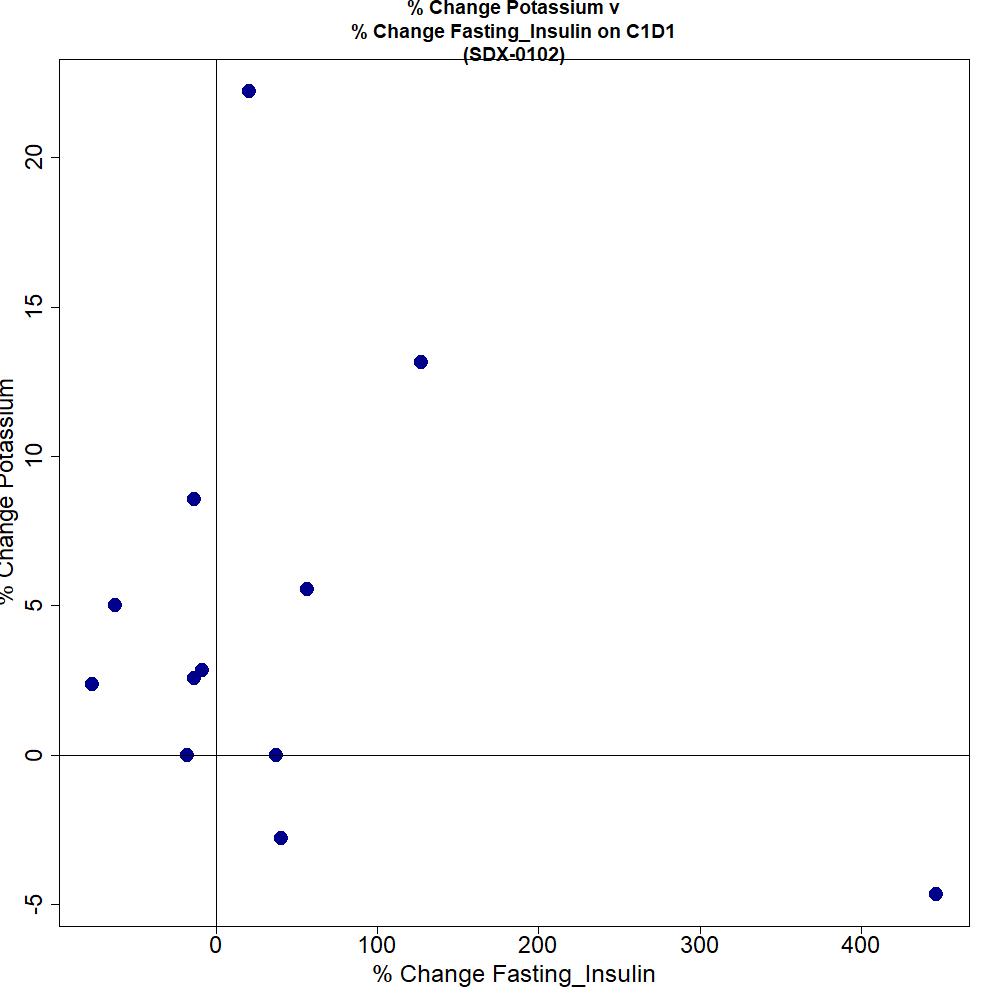 % Change Potassium v
% Change Fasting_Insulin on C1D1
(SDX-0102)
% Change Potassium
20
15
10
5
0
-5
0
100
200
300
400
% Change Fasting_Insulin